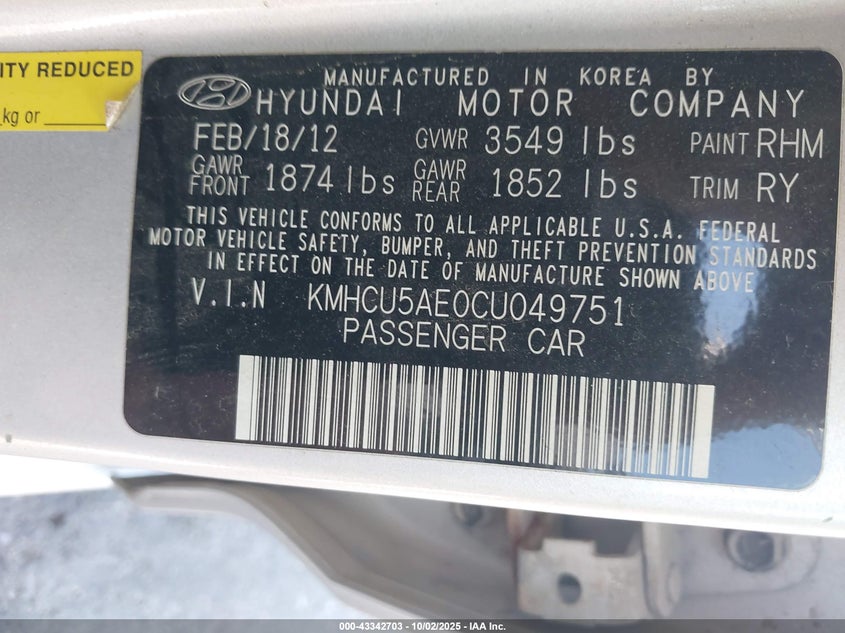 ITY REDUCED
kg or
MANUFACTURED IN KOREA BY
HYUNDAI MOTOR COMPANY
FEB/18/12 GVWR 3549 lbs PAINT RHM
GAWR FRONT 1874 lbs GAWR REAR 1852 lbs TRIM RY
THIS VEHICLE CONFORMS TO ALL APPLICABLE U.S.A. FEDERAL
MOTOR VEHICLE SAFETY, BUMPER, AND THEFT PREVENTION STANDARDS
IN EFFECT ON THE DATE OF MANUFACTURE SHOWN ABOVE
V.I.N KMHCU5AE0CU049751
PASSENGER CAR
000-43342703 - 10/02/2025 - IAA Inc.